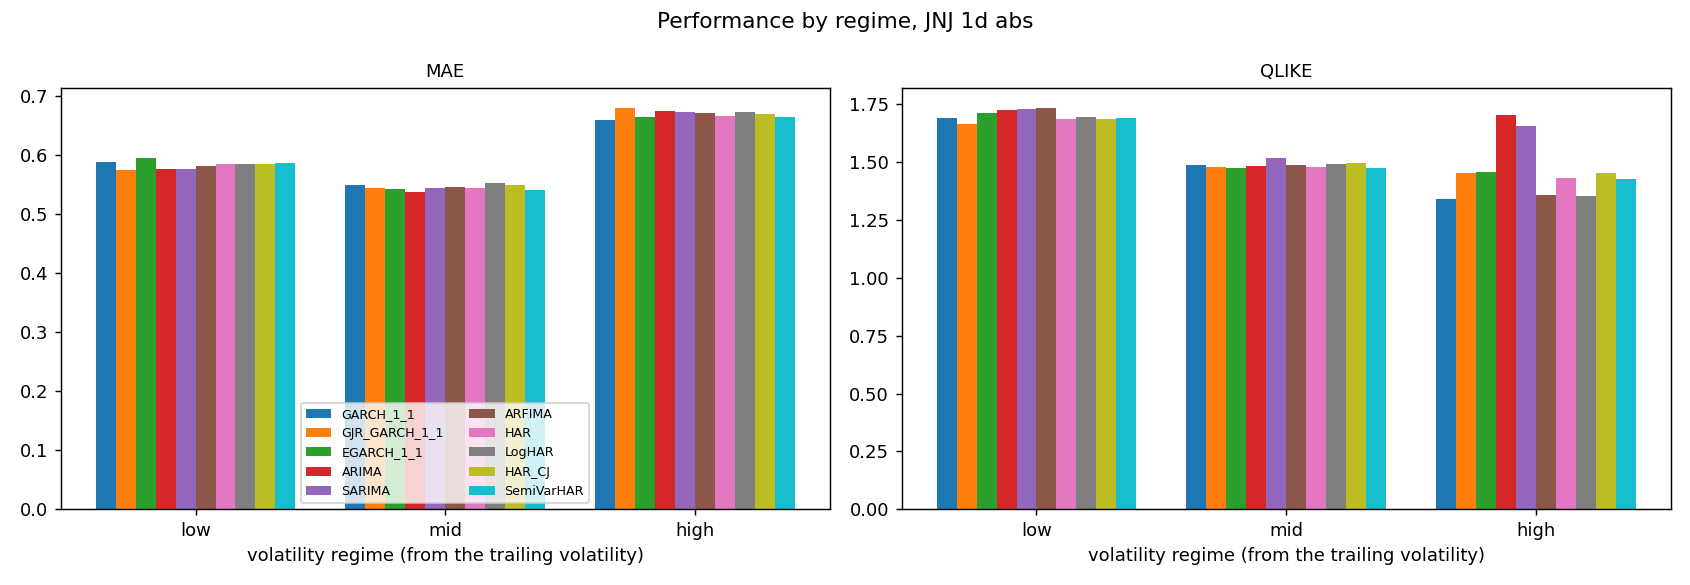 Performance by regime, JNJ 1d abs
MAE
0.7
0.6
0.5
0.4
0.3
0.2
0.1
0.0
GARCH_1_1
GJR_GARCH_1_1
EGARCH_1_1
ARIMA
SARIMA
ARFIMA
HAR
LogHAR
HAR_CJ
SemiVarHAR
low mid high
volatility regime (from the trailing volatility)
QLIKE
1.75
1.50
1.25
1.00
0.75
0.50
0.25
0.00
low mid high
volatility regime (from the trailing volatility)